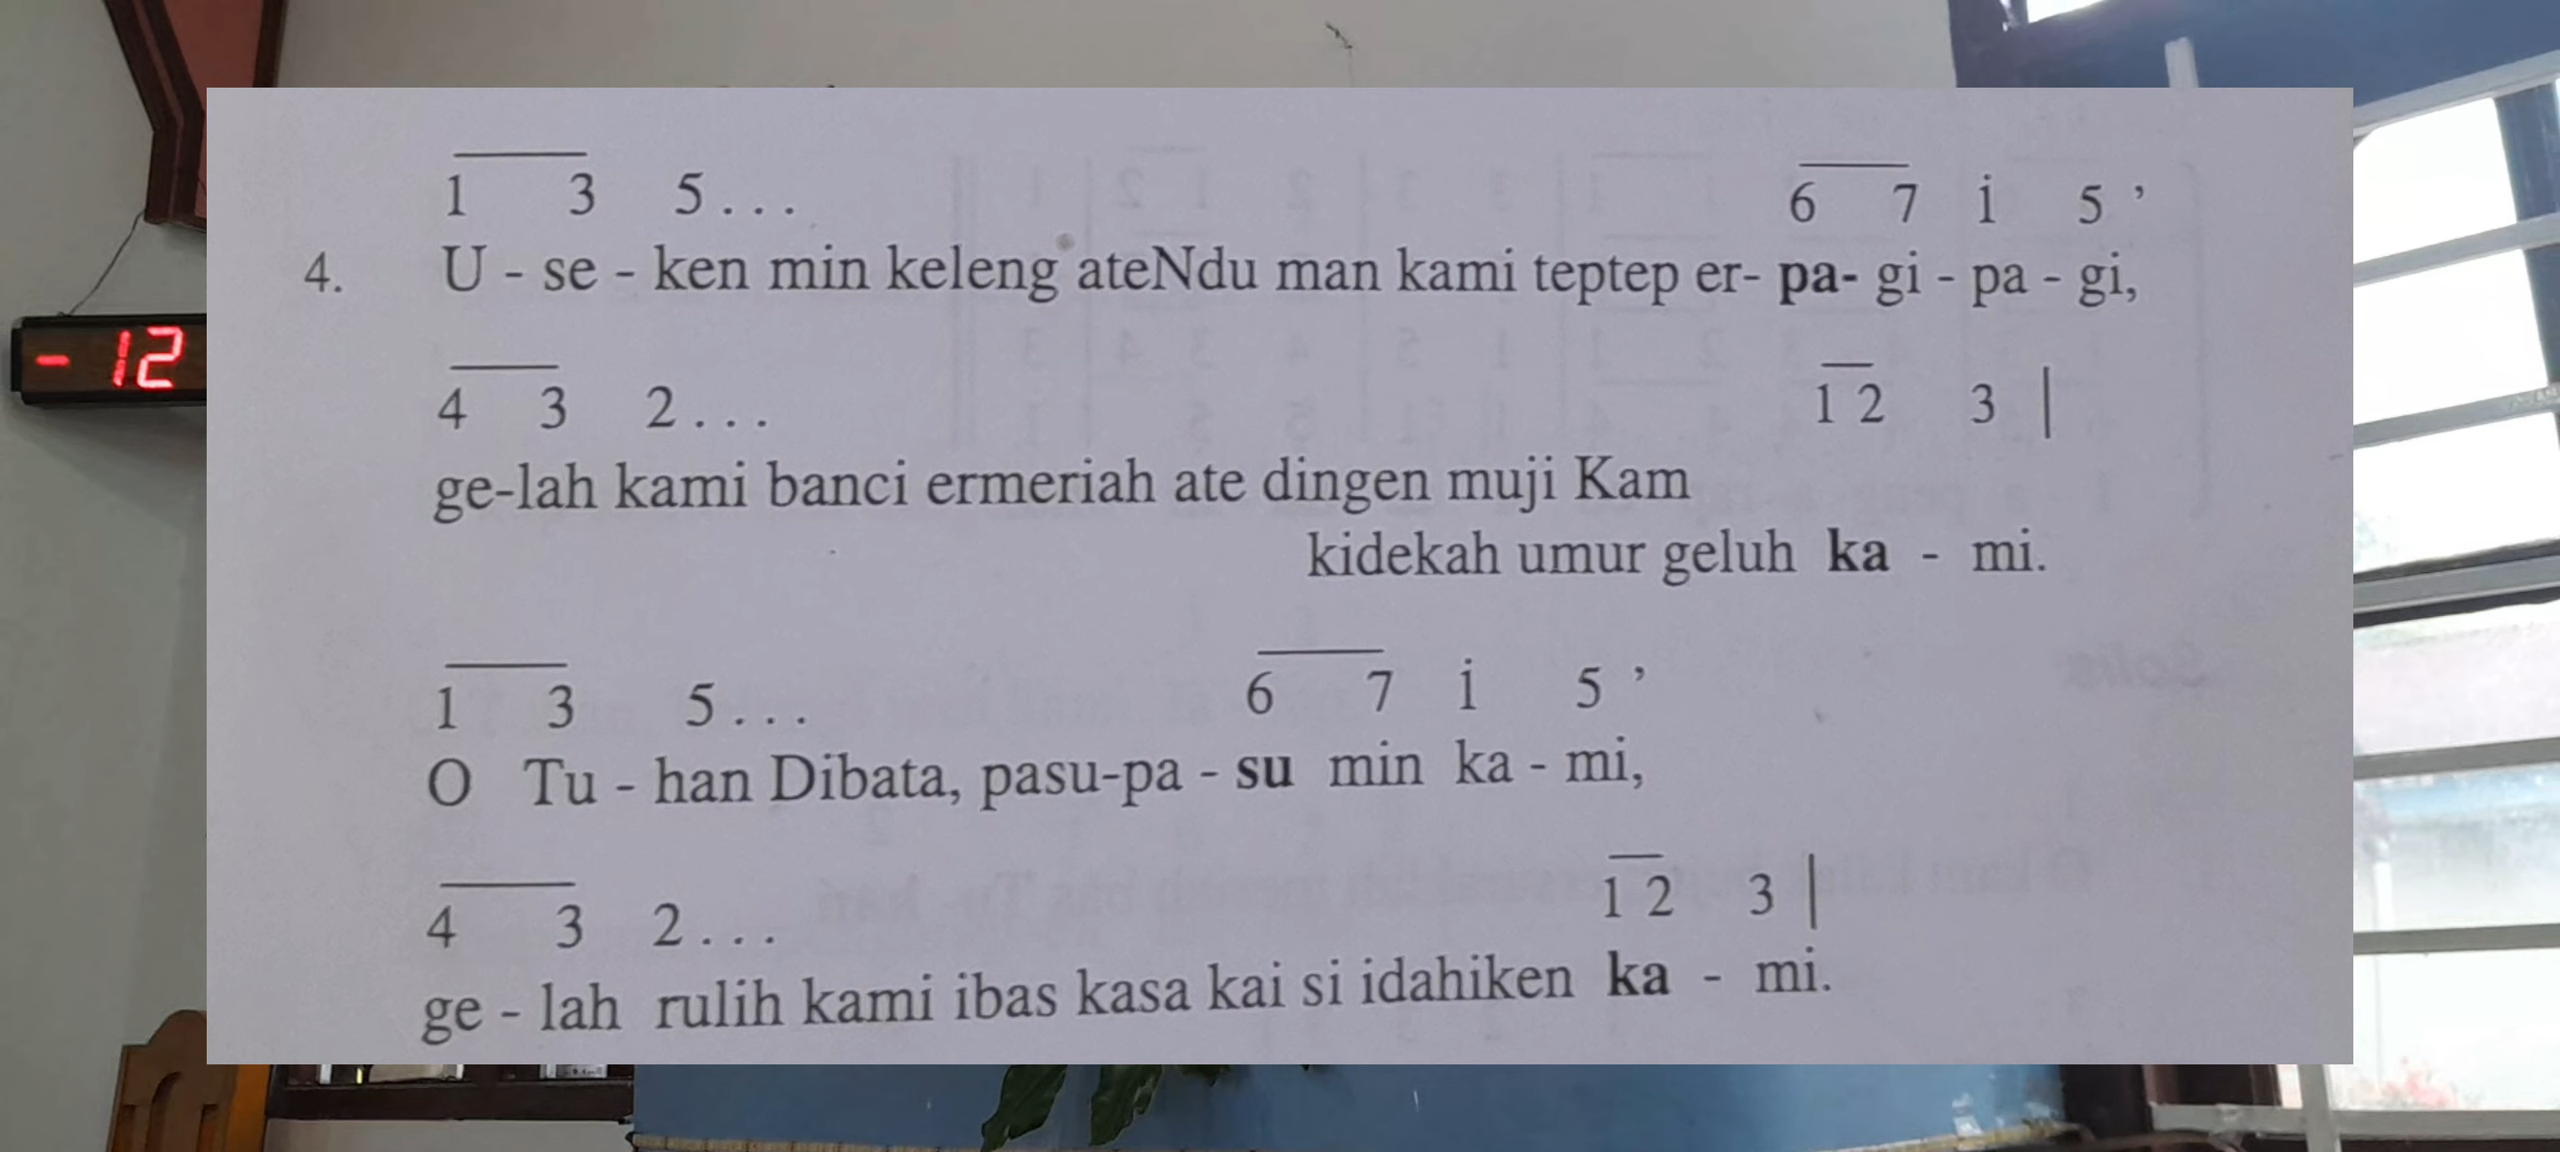 1 3 5... 6 7 i 5 ’
4. U - se - ken min keleng ateNdu man kami teptep er- pa- gi - pa - gi,
4 3 2... 1 2 3 |
ge-lah kami banci ermeriah ate dingen muji Kam
kidekah umur geluh ka - mi.
1 3 5... 6 7 i 5 ’
O Tu - han Dibata, pasu-pa - su min ka - mi,
4 3 2... 1 2 3 |
ge - lah rulih kami ibas kasa kai si idahiken ka - mi.
- 12